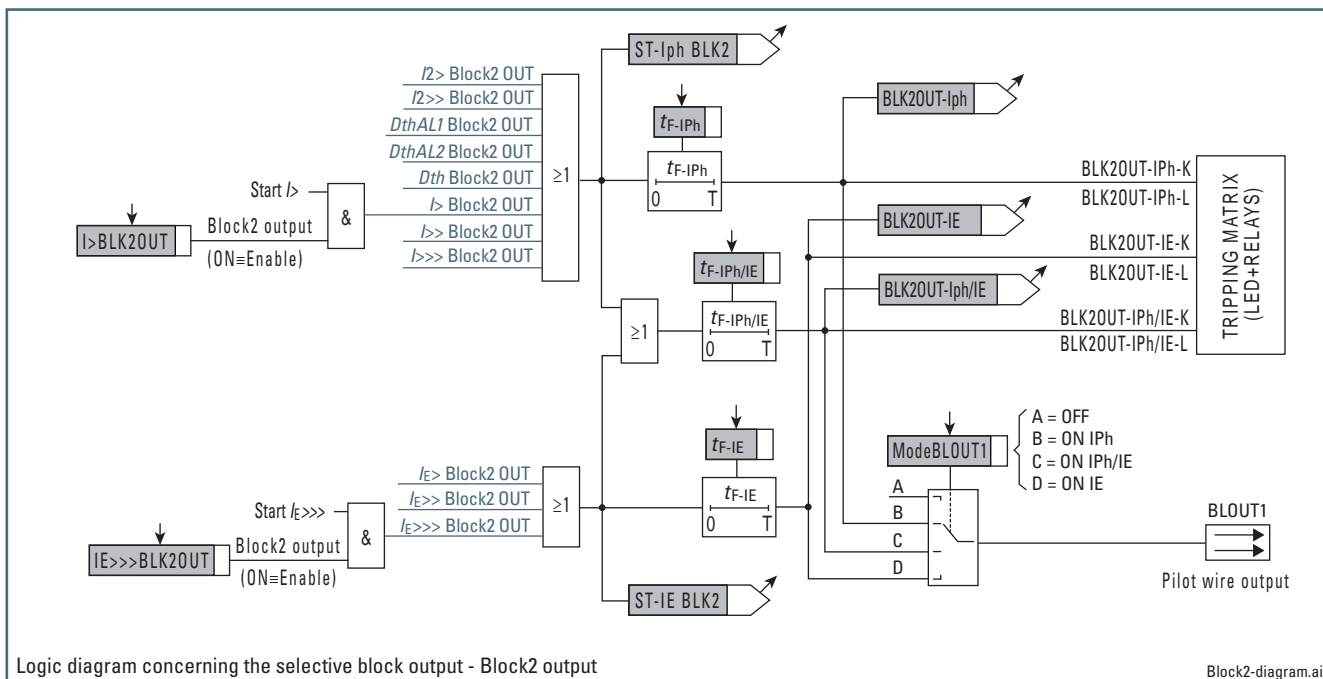 ST-Iph BLK2
I2> Block2 OUT
I2>> Block2 OUT
DthAL1 Block2 OUT
DthAL2 Block2 OUT
Dth Block2 OUT
I> Block2 OUT
I>> Block2 OUT
I>>> Block2 OUT
≥1
Start I>
I>BLK2OUT
Block2 output
(ON≡Enable)
&
tF-IPh
tF-IPh
0 T
BLK2OUT-Iph
BLK2OUT-IPh-K
BLK2OUT-IPh-L
BLK2OUT-IE
BLK2OUT-IE-K
BLK2OUT-IE-L
tF-IPh/IE
≥1
tF-IPh/IE
0 T
BLK2OUT-Iph/IE
BLK2OUT-IPh/IE-K
BLK2OUT-IPh/IE-L
TRIPPING MATRIX
(LED+RELAYS)
tF-IE
tF-IE
0 T
IE> Block2 OUT
IE>> Block2 OUT
IE>>> Block2 OUT
≥1
Start IE>>>
IE>>>BLK2OUT
Block2 output
(ON≡Enable)
&
ST-IE BLK2
ModeBLOUT1
A = OFF
B = ON IPh
C = ON IPh/IE
D = ON IE
A
B
C
D
BLOUT1
Pilot wire output
Logic diagram concerning the selective block output - Block2 output
Block2-diagram.ai